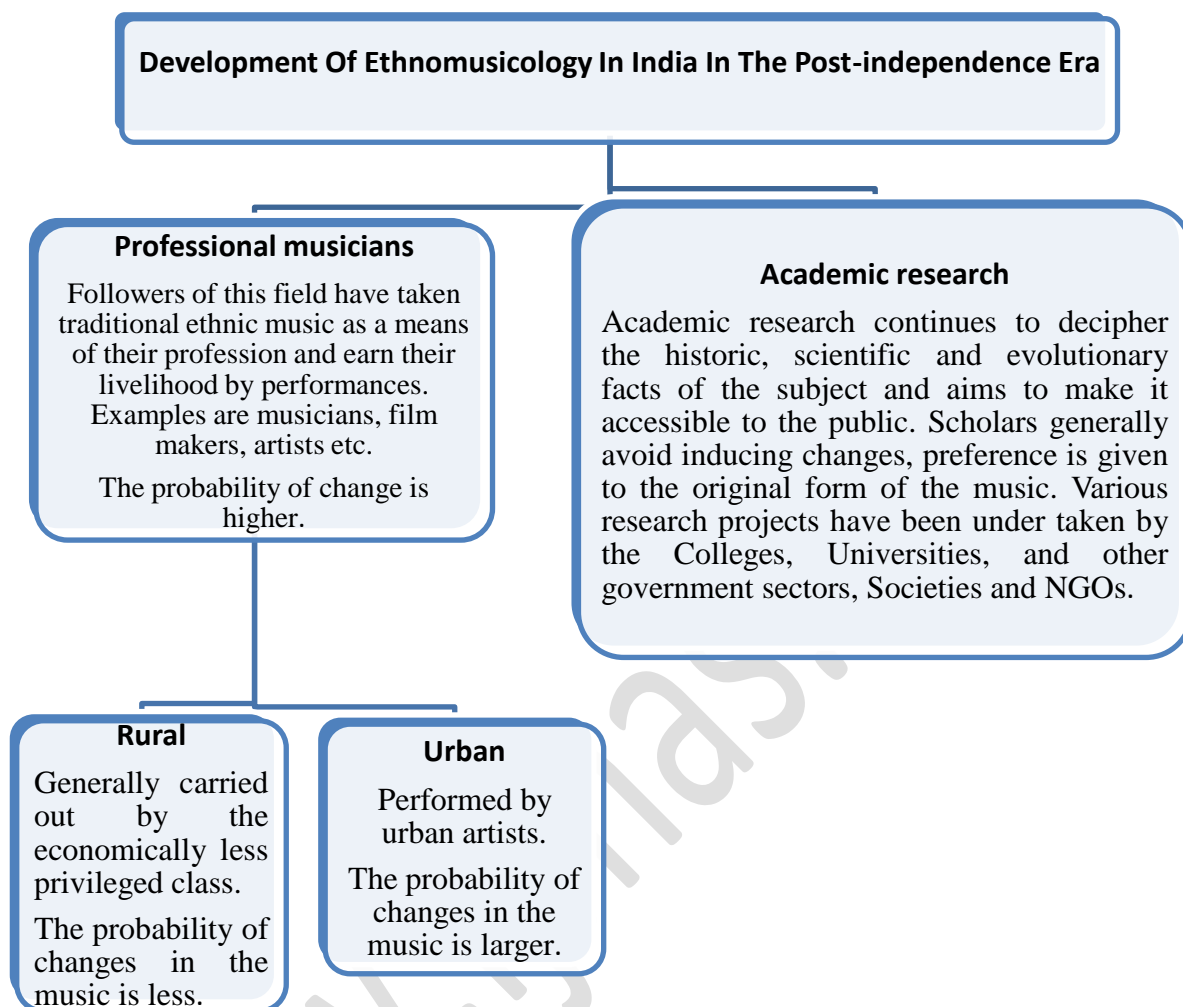 Development Of Ethnomusicology In India In The Post-independence Era
Professional musicians
Followers of this field have taken
traditional ethnic music as a means
of their profession and earn their
livelihood by performances.
Examples are musicians, film
makers, artists etc.
The probability of change is
higher.
Academic research
Academic research continues to decipher
the historic, scientific and evolutionary
facts of the subject and aims to make it
accessible to the public. Scholars generally
avoid inducing changes, preference is given
to the original form of the music. Various
research projects have been under taken by
the Colleges, Universities, and other
government sectors, Societies and NGOs.
Rural
Generally carried
out by the
economically less
privileged class.
The probability of
changes in the
music is less.
Urban
Performed by
urban artists.
The probability of
changes in the
music is larger.